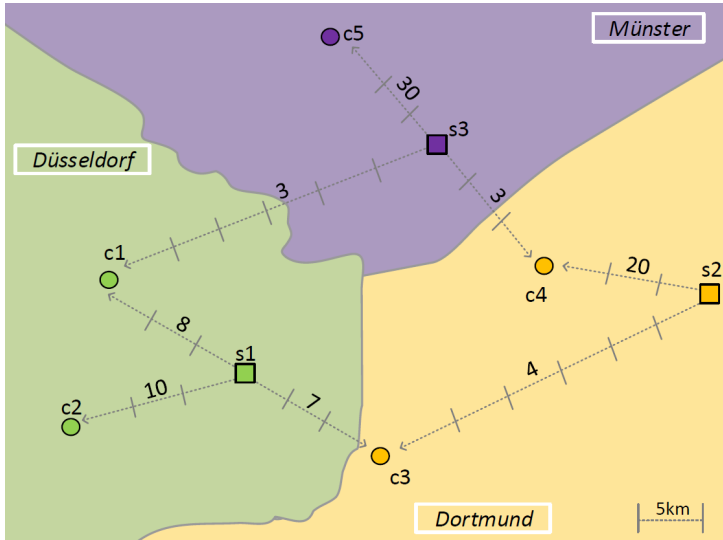 c5
Münster
30
s3
Düsseldorf
3
3
c1
20
s2
c4
8
s1
4
10
7
c2
c3
5km
Dortmund